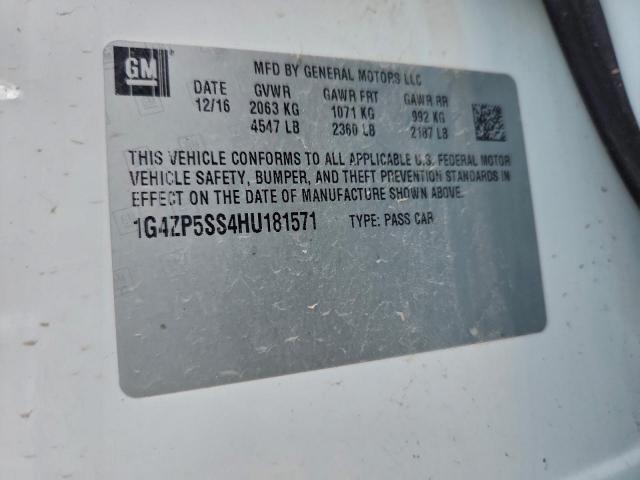 GM
MFD BY GENERAL MOTORS LLC
DATE GVWR GAWR FRT GAWR RR
12/16 2063 KG 1071 KG 992 KG
4547 LB 2360 LB 2187 LB
THIS VEHICLE CONFORMS TO ALL APPLICABLE U.S. FEDERAL MOTOR
VEHICLE SAFETY, BUMPER, AND THEFT PREVENTION STANDARDS IN
EFFECT ON THE DATE OF MANUFACTURE SHOWN ABOVE.
1G4ZP5SS4HU181571 TYPE: PASS CAR